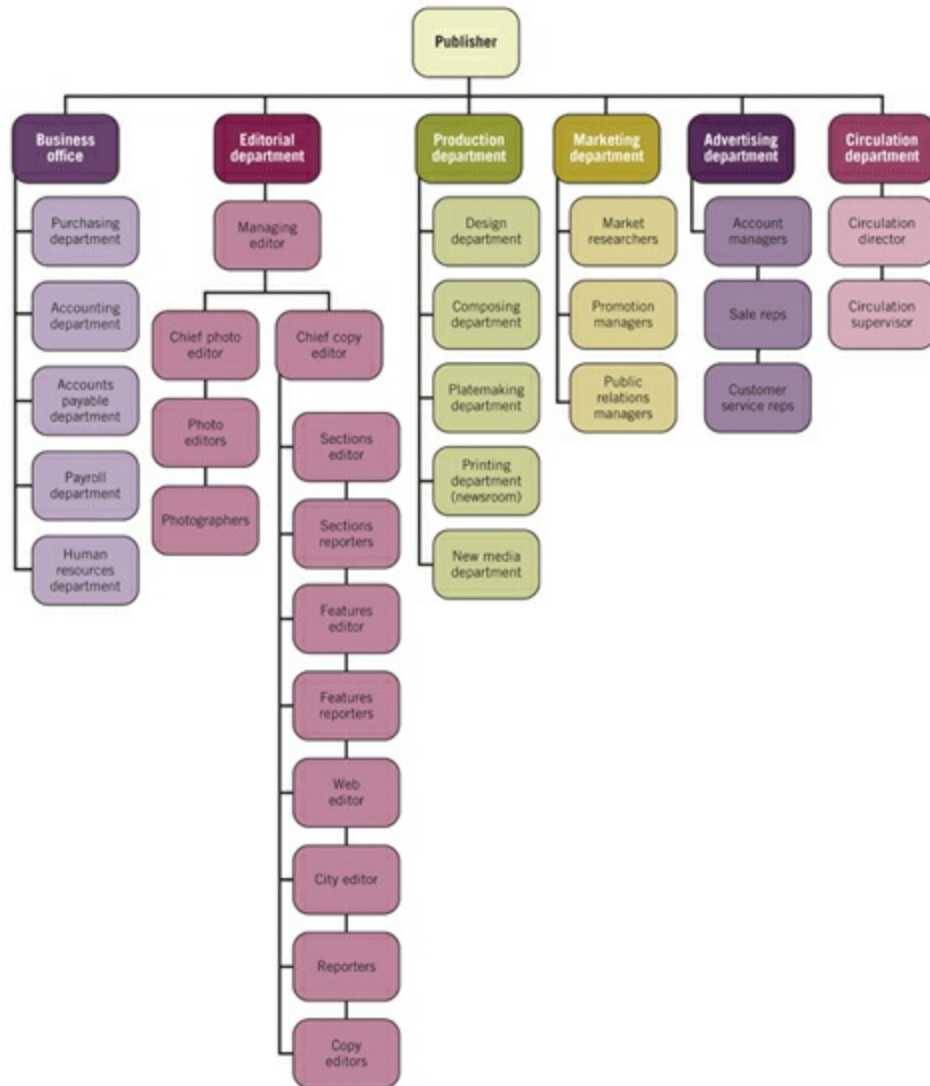 Publisher
Business
office
Editorial
department
Production
department
Marketing
department
Advertising
department
Circulation
department
Purchasing
department
Accounting
department
Accounts
payable
department
Payroll
department
Human
resources
department
Managing
editor
Chief photo
editor
Photo
editors
Photographers
Chief copy
editor
Sections
editor
Sections
reporters
Features
editor
Features
reporters
Web
editor
City editor
Reporters
Copy
editors
Design
department
Composing
department
Platemaking
department
Printing
department
(newsroom)
New media
department
Market
researchers
Promotion
managers
Public
relations
managers
Account
managers
Sale reps
Customer
service reps
Circulation
director
Circulation
supervisor